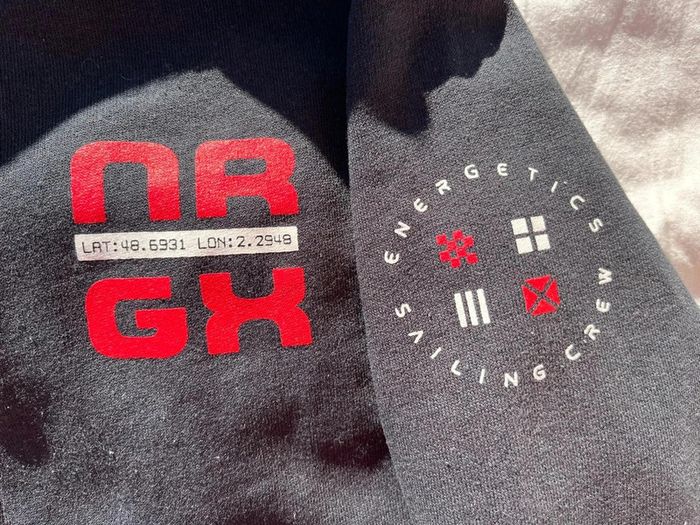 NR
LAT:48.6931 LON:2.2948
GX
ENERGETICS
SAILING CREW